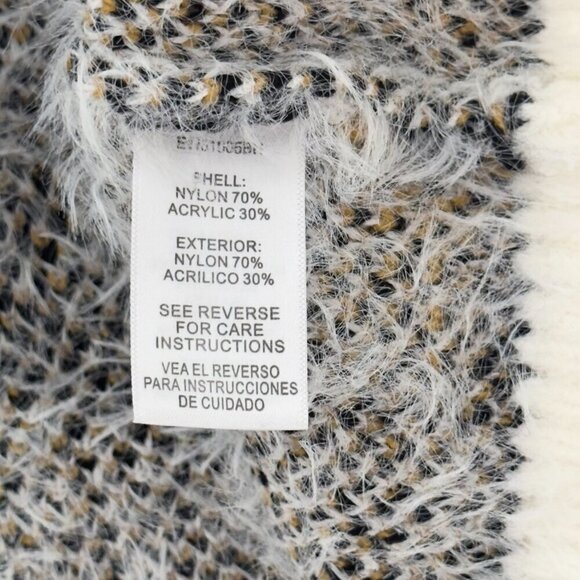 SHELL:
NYLON 70%
ACRYLIC 30%
EXTERIOR:
NYLON 70%
ACRILICO 30%
SEE REVERSE
FOR CARE
INSTRUCTIONS
VEA EL REVERSO
PARA INSTRUCCIONES
DE CUIDADO